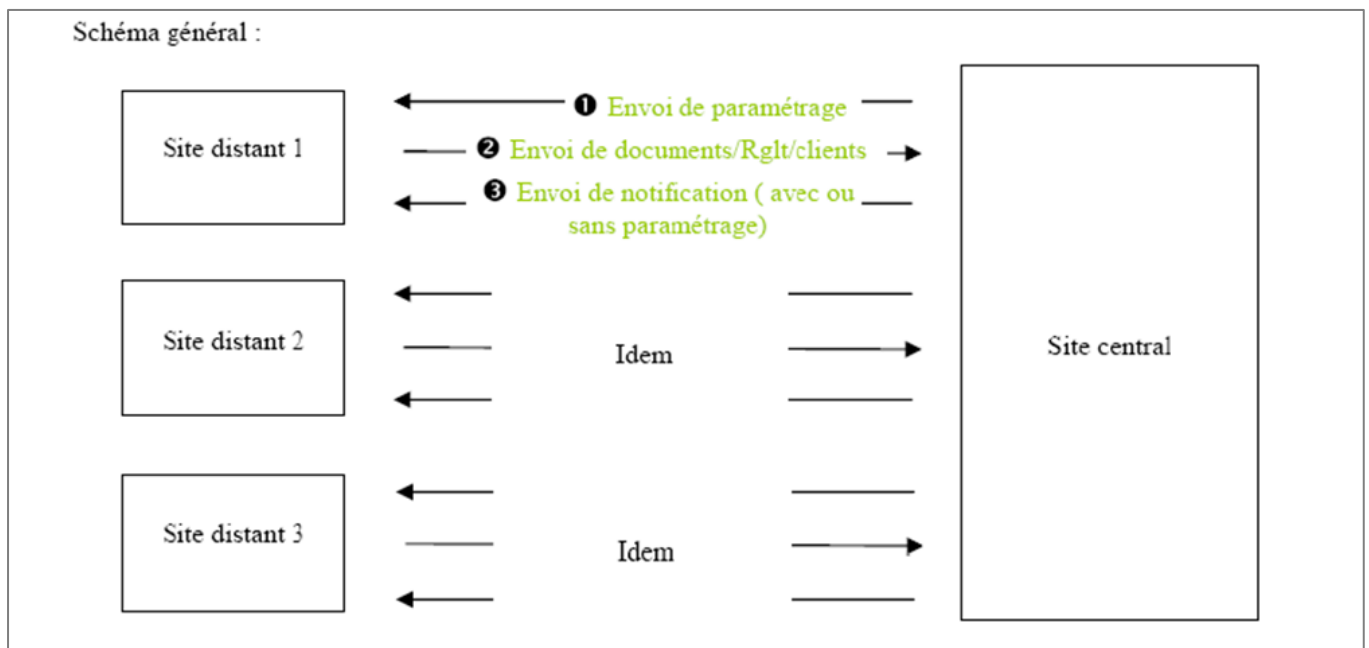 Schéma général :
Site distant 1
❶ Envoi de paramétrage
❷ Envoi de documents/Rglt/clients
❸ Envoi de notification ( avec ou
sans paramétrage)
Site distant 2
Idem
Site central
Site distant 3
Idem